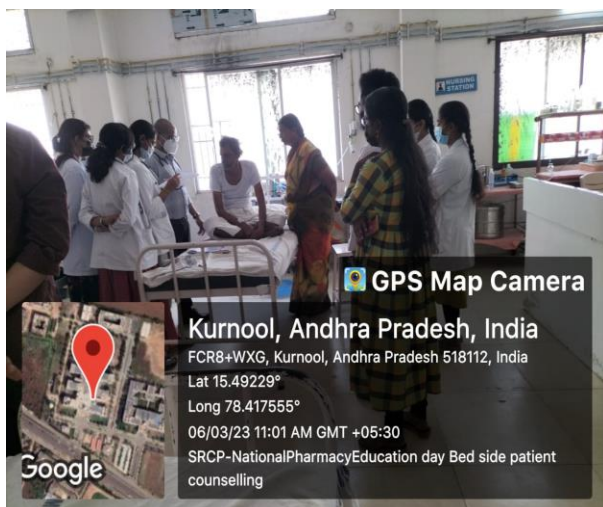 NURSING
STATION
GPS Map Camera
Kurnool, Andhra Pradesh, India
FCR8+WXG, Kurnool, Andhra Pradesh 518112, India
Lat 15.49229°
Long 78.417555°
06/03/23 11:01 AM GMT +05:30
SRCP-NationalPharmacyEducation day Bed side patient
counselling
Google